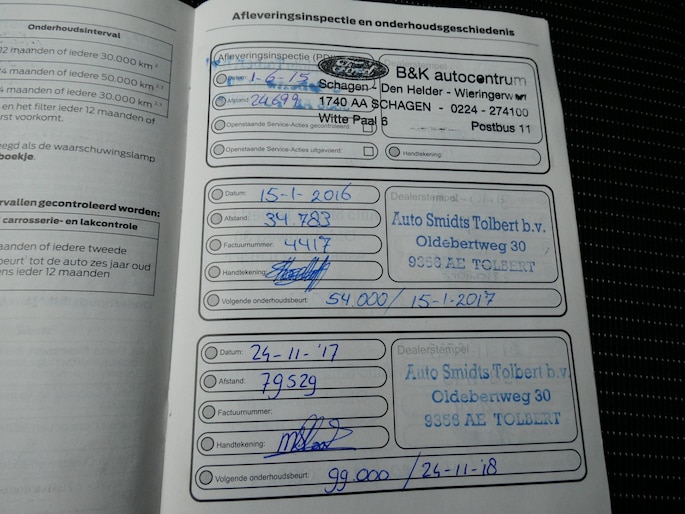 Onderhoudsinterval
12 maanden of iedere 30.000 km
maanden of iedere 50.000 km
maanden of iedere 30.000 km
en het filter ieder 12 maanden of
rst voorkomt.
egd als de waarschuwingslamp
boekje.
rvallen gecontroleerd worden:
carrosserie- en lakcontrole
aanden of iedere tweede
beurt tot de auto zes jaar oud
ens ieder 12 maanden
Afleveringsinspectie en onderhoudsgeschiedenis
Afleveringsinspectie (PDI)
Datum: 1-6-15
Afstand: 24699
Openstaande Service-Acties gecontroleerd:
Openstaande Service-Acties uitgevoerd:
Dealerstempel
B&K autocentrum
Schagen - Den Helder - Wieringerw
1740 AA SCHAGEN - 0224 - 274100
Witte Paal 6 Postbus 11
Handtekening:
Datum: 15-1-2016
Afstand: 34.783
Factuurnummer: 4417
Handtekening:
Volgende onderhoudsbeurt: 54.000/ 15-1-2017
Dealerstempel
Auto Smidts Tolbert b.v.
Oldebertweg 30
9356 AE TOLBERT
Datum: 24-11-'17
Afstand: 79529
Factuurnummer:
Handtekening:
Volgende onderhoudsbeurt: 99.000 / 24-11-18
Dealerstempel
Auto Smidts Tolbert b.v.
Oldebertweg 30
9356 AE TOLBERT